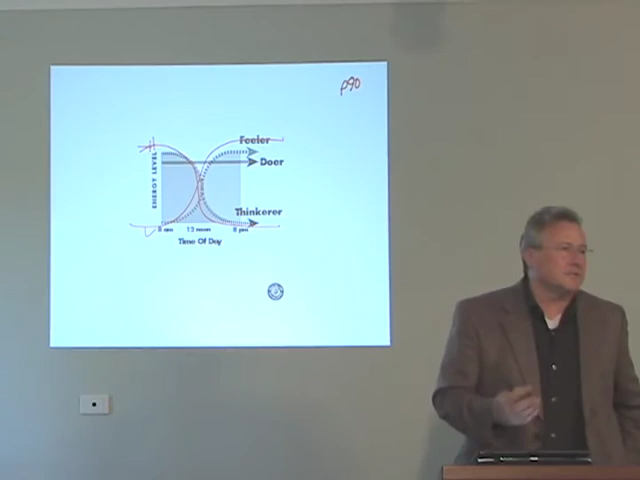 p90
Feeler
Doer
ENERGY LEVEL
Thinkerer
8 am 12 noon 8 pm
Time Of Day